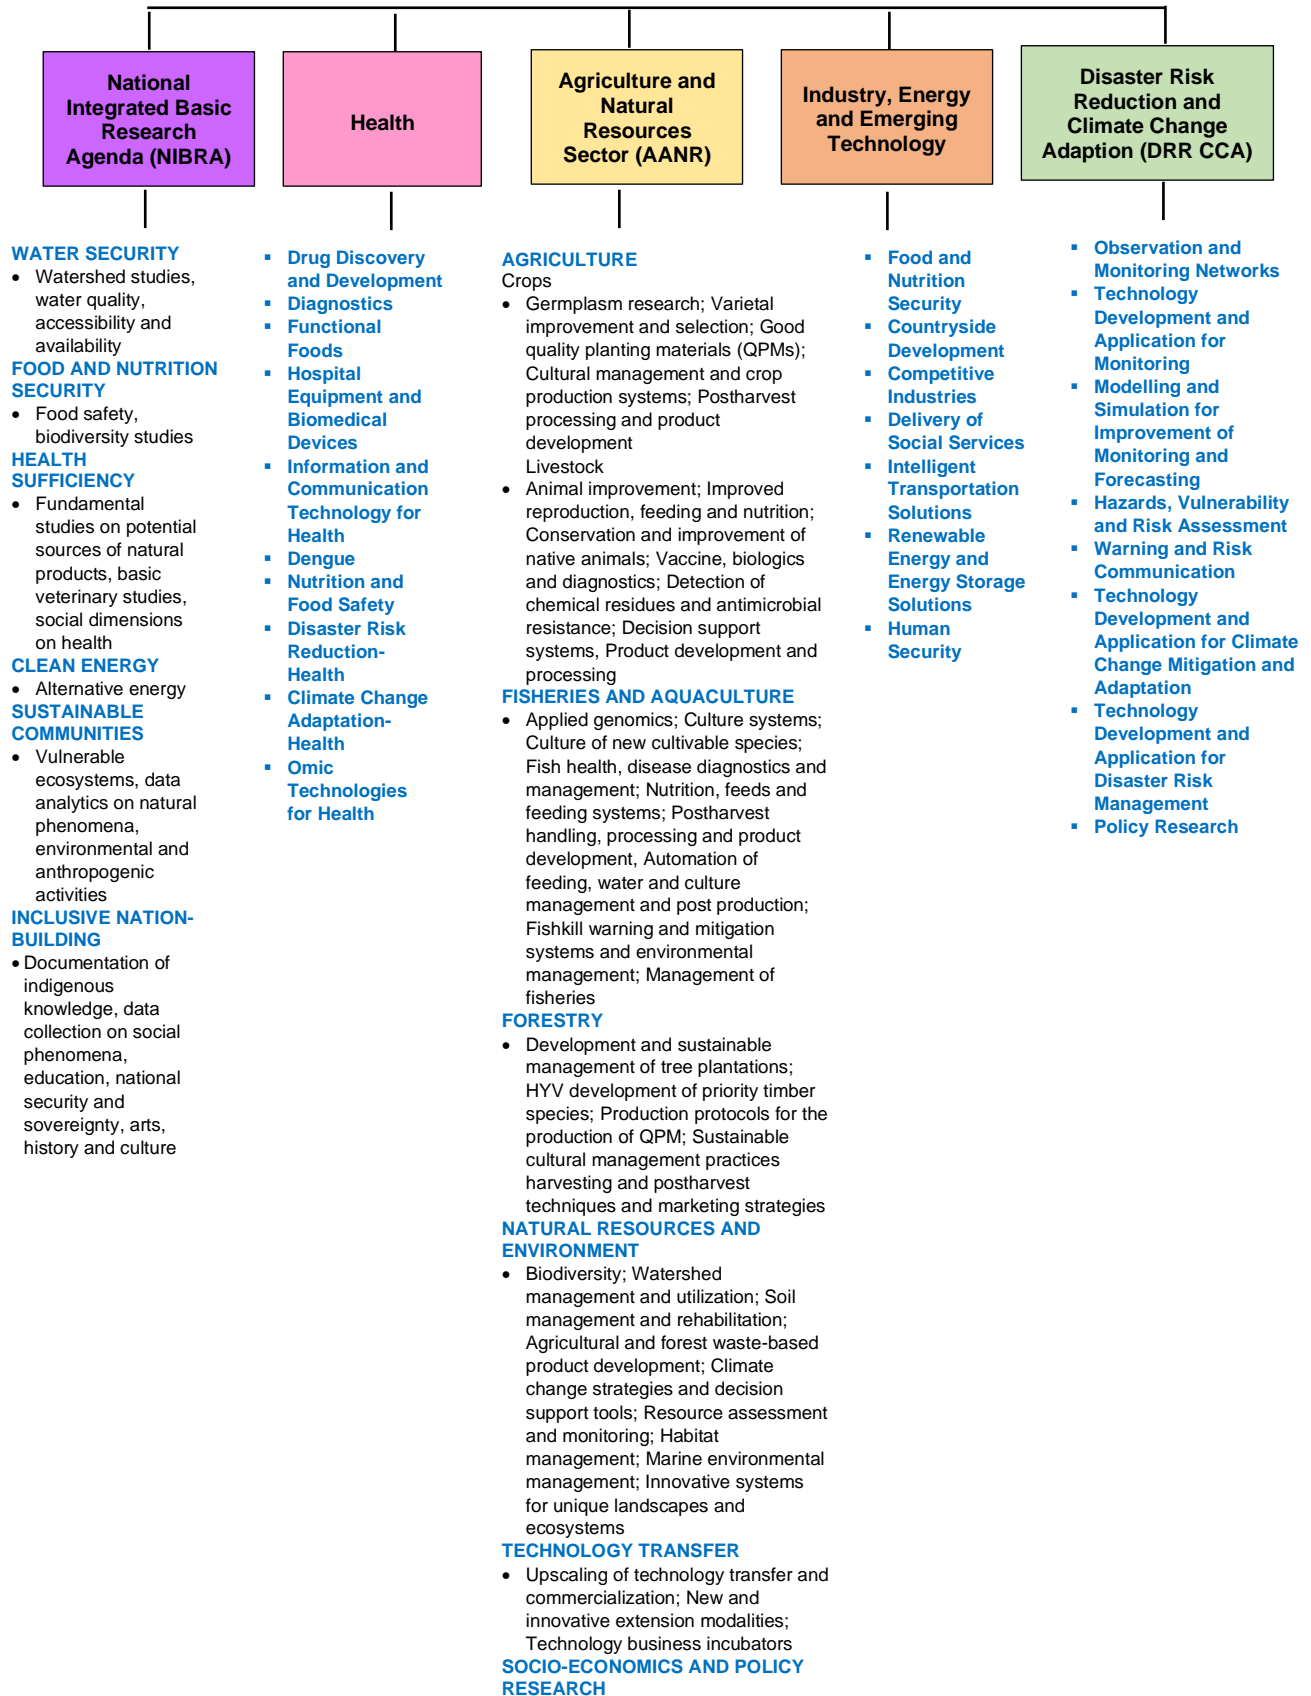 National
Integrated Basic
Research
Agenda (NIBRA)
Health
Agriculture and
Natural
Resources
Sector (AANR)
Industry, Energy
and Emerging
Technology
Disaster Risk
Reduction and
Climate Change
Adaption (DRR CCA)
WATER SECURITY
• Watershed studies,
water quality,
accessibility and
availability
FOOD AND NUTRITION
SECURITY
• Food safety,
biodiversity studies
HEALTH
SUFFICIENCY
• Fundamental
studies on potential
sources of natural
products, basic
veterinary studies,
social dimensions
on health
CLEAN ENERGY
• Alternative energy
SUSTAINABLE
COMMUNITIES
• Vulnerable
ecosystems, data
analytics on natural
phenomena,
environmental and
anthropogenic
activities
INCLUSIVE NATION-
BUILDING
• Documentation of
indigenous
knowledge, data
collection on social
phenomena,
education, national
security and
sovereignty, arts,
history and culture
▪ Drug Discovery
and Development
▪ Diagnostics
▪ Functional
Foods
▪ Hospital
Equipment and
Biomedical
Devices
▪ Information and
Communication
Technology for
Health
▪ Dengue
▪ Nutrition and
Food Safety
▪ Disaster Risk
Reduction-
Health
▪ Climate Change
Adaptation-
Health
▪ Omic
Technologies
for Health
AGRICULTURE
Crops
• Germplasm research; Varietal
improvement and selection; Good
quality planting materials (QPMs);
Cultural management and crop
production systems; Postharvest
processing and product
development
Livestock
• Animal improvement; Improved
reproduction, feeding and nutrition;
Conservation and improvement of
native animals; Vaccine, biologics
and diagnostics; Detection of
chemical residues and antimicrobial
resistance; Decision support
systems, Product development and
processing
FISHERIES AND AQUACULTURE
• Applied genomics; Culture systems;
Culture of new cultivable species;
Fish health, disease diagnostics and
management; Nutrition, feeds and
feeding systems; Postharvest
handling, processing and product
development, Automation of
feeding, water and culture
management and post production;
Fishkill warning and mitigation
systems and environmental
management; Management of
fisheries
FORESTRY
• Development and sustainable
management of tree plantations;
HYV development of priority timber
species; Production protocols for the
production of QPM; Sustainable
cultural management practices
harvesting and postharvest
techniques and marketing strategies
NATURAL RESOURCES AND
ENVIRONMENT
• Biodiversity; Watershed
management and utilization; Soil
management and rehabilitation;
Agricultural and forest waste-based
product development; Climate
change strategies and decision
support tools; Resource assessment
and monitoring; Habitat
management; Marine environmental
management; Innovative systems
for unique landscapes and
ecosystems
TECHNOLOGY TRANSFER
• Upscaling of technology transfer and
commercialization; New and
innovative extension modalities;
Technology business incubators
SOCIO-ECONOMICS AND POLICY
RESEARCH
▪ Food and
Nutrition
Security
▪ Countryside
Development
▪ Competitive
Industries
▪ Delivery of
Social Services
▪ Intelligent
Transportation
Solutions
▪ Renewable
Energy and
Energy Storage
Solutions
▪ Human
Security
▪ Observation and
Monitoring Networks
▪ Technology
Development and
Application for
Monitoring
▪ Modelling and
Simulation for
Improvement of
Monitoring and
Forecasting
▪ Hazards, Vulnerability
and Risk Assessment
▪ Warning and Risk
Communication
▪ Technology
Development and
Application for Climate
Change Mitigation and
Adaptation
▪ Technology
Development and
Application for
Disaster Risk
Management
▪ Policy Research